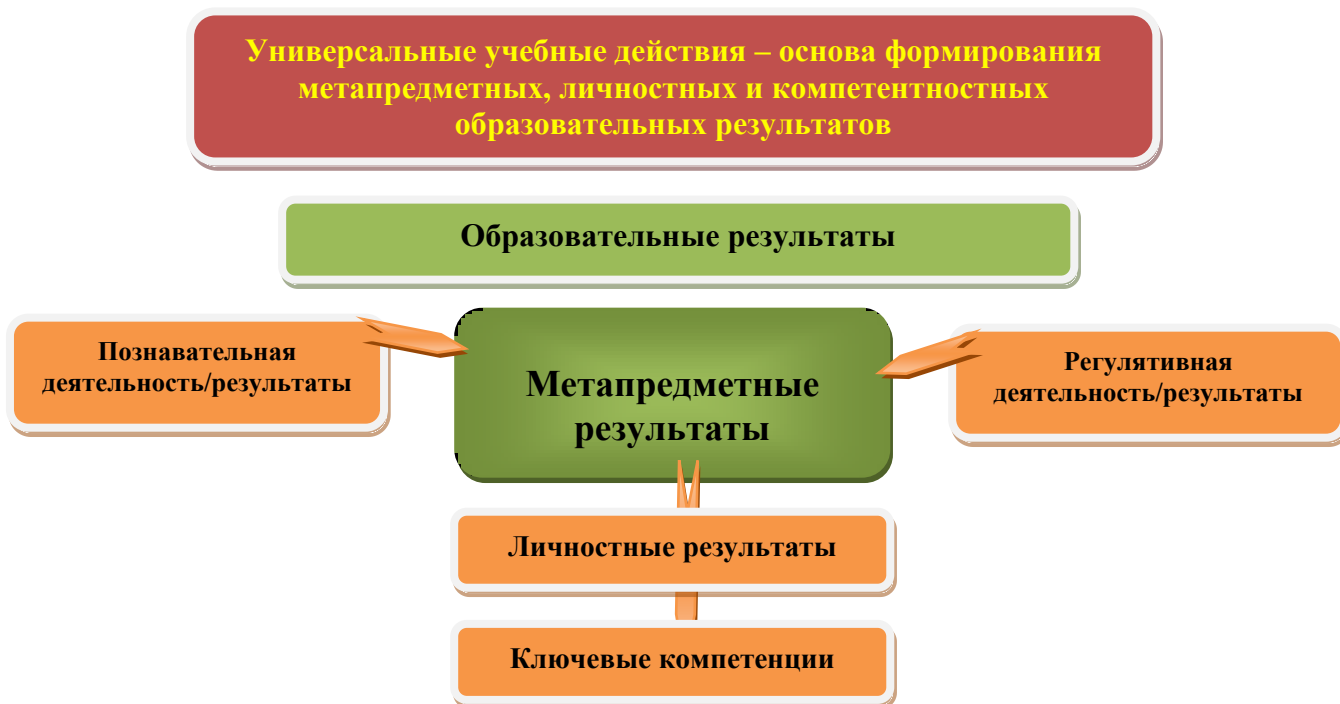 Универсальные учебные действия – основа формирования
метапредметных, личностных и компетентностных
образовательных результатов
Образовательные результаты
Познавательная
деятельность/результаты
Метапредметные
результаты
Регулятивная
деятельность/результаты
Личностные результаты
Ключевые компетенции